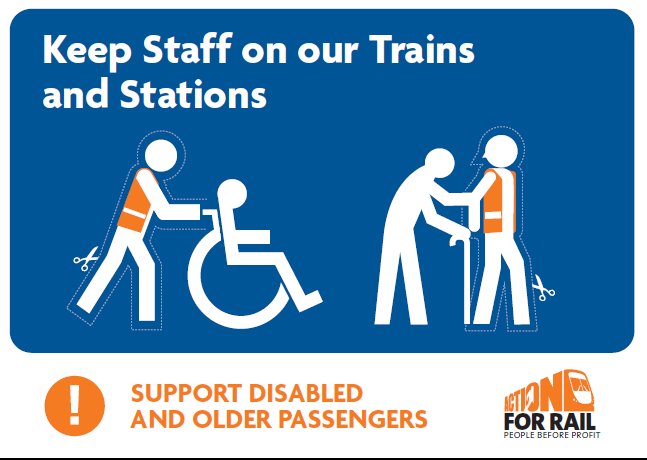 Keep Staff on our Trains
and Stations
!
SUPPORT DISABLED
AND OLDER PASSENGERS
ACTION
FOR RAIL
PEOPLE BEFORE PROFIT